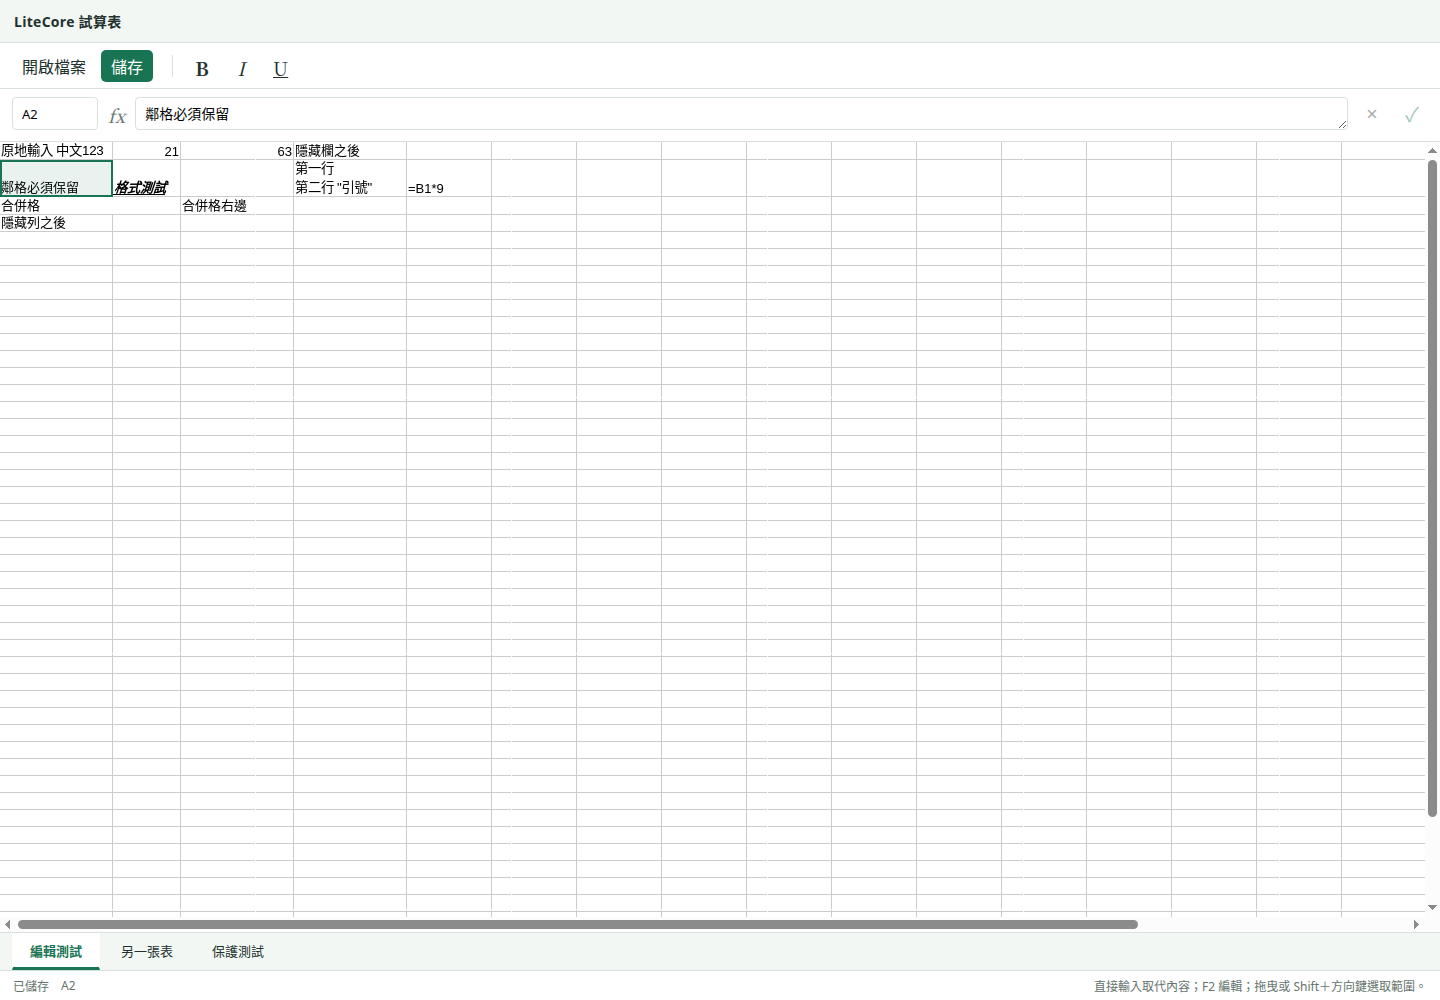 LiteCore 試算表
開啟檔案 儲存 B I U
A2 fx 鄰格必須保留 × ✓
原地輸入 中文123 21 63 隱藏欄之後
第一行
鄰格必須保留 格式測試 第二行 "引號" =B1*9
合併格 合併格右邊
隱藏列之後
編輯測試 另一張表 保護測試
已儲存 A2 直接輸入取代內容；F2 編輯；拖曳或 Shift＋方向鍵選取範圍。